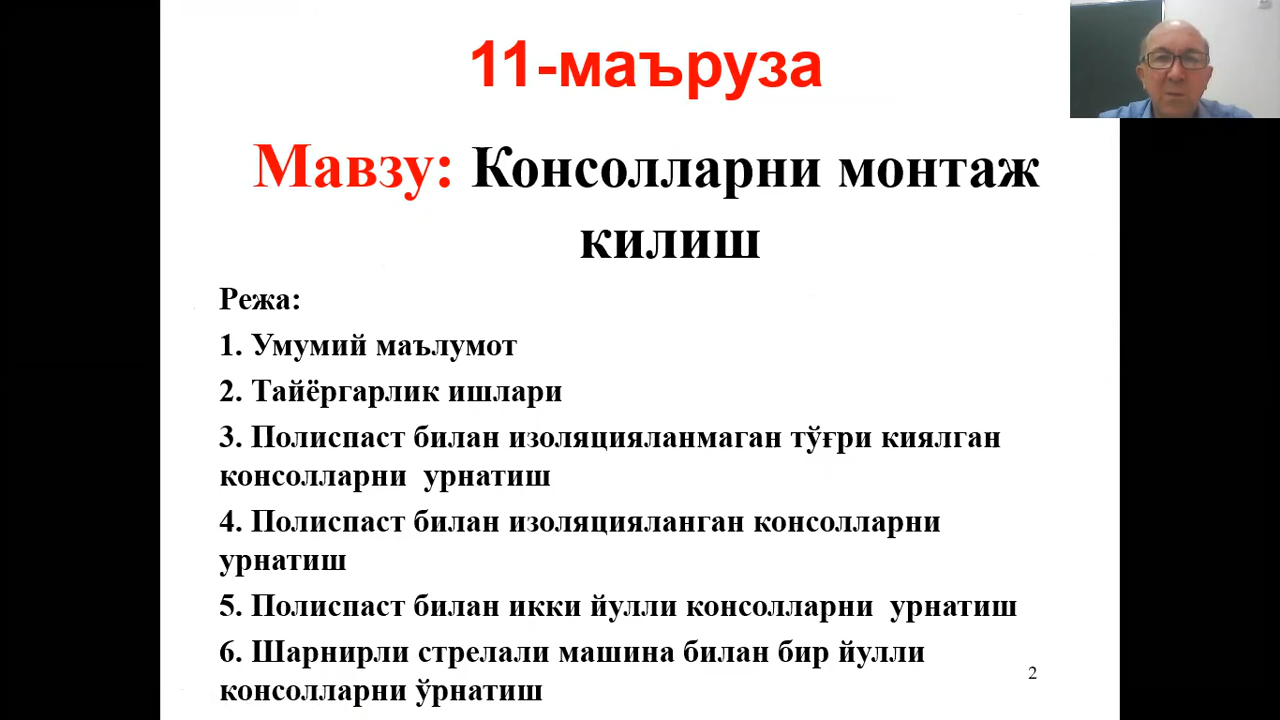 11-маъруза
Мавзу: Консолларни монтаж
килиш
Режа:
1. Умумий маълумот
2. Тайёргарлик ишлари
3. Полиспаст билан изоляцияланмаган тўғри киялган
консолларни урнатиш
4. Полиспаст билан изоляцияланган консолларни
урнатиш
5. Полиспаст билан икки йулли консолларни урнатиш
6. Шарнирли стрелали машина билан бир йулли
консолларни ўрнатиш
2